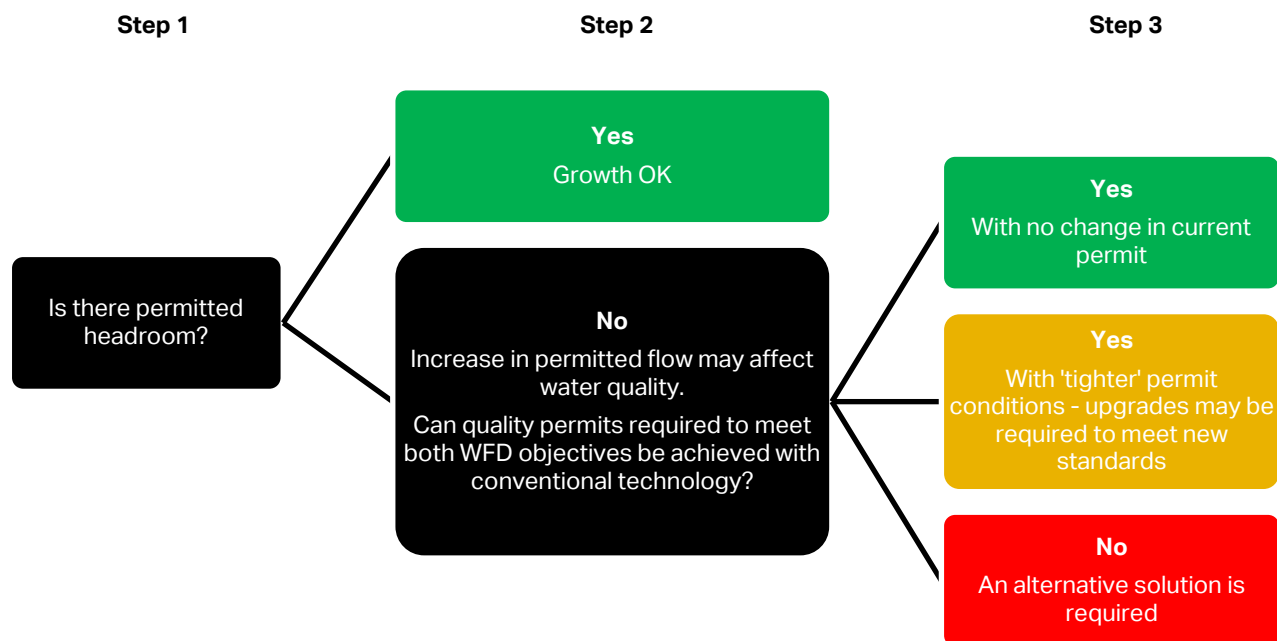 Step 1
Step 2
Step 3
Is there permitted
headroom?
Yes
Growth OK
No
Increase in permitted flow may affect
water quality.
Can quality permits required to meet
both WFD objectives be achieved with
conventional technology?
Yes
With no change in current
permit
Yes
With 'tighter' permit
conditions - upgrades may be
required to meet new
standards
No
An alternative solution is
required